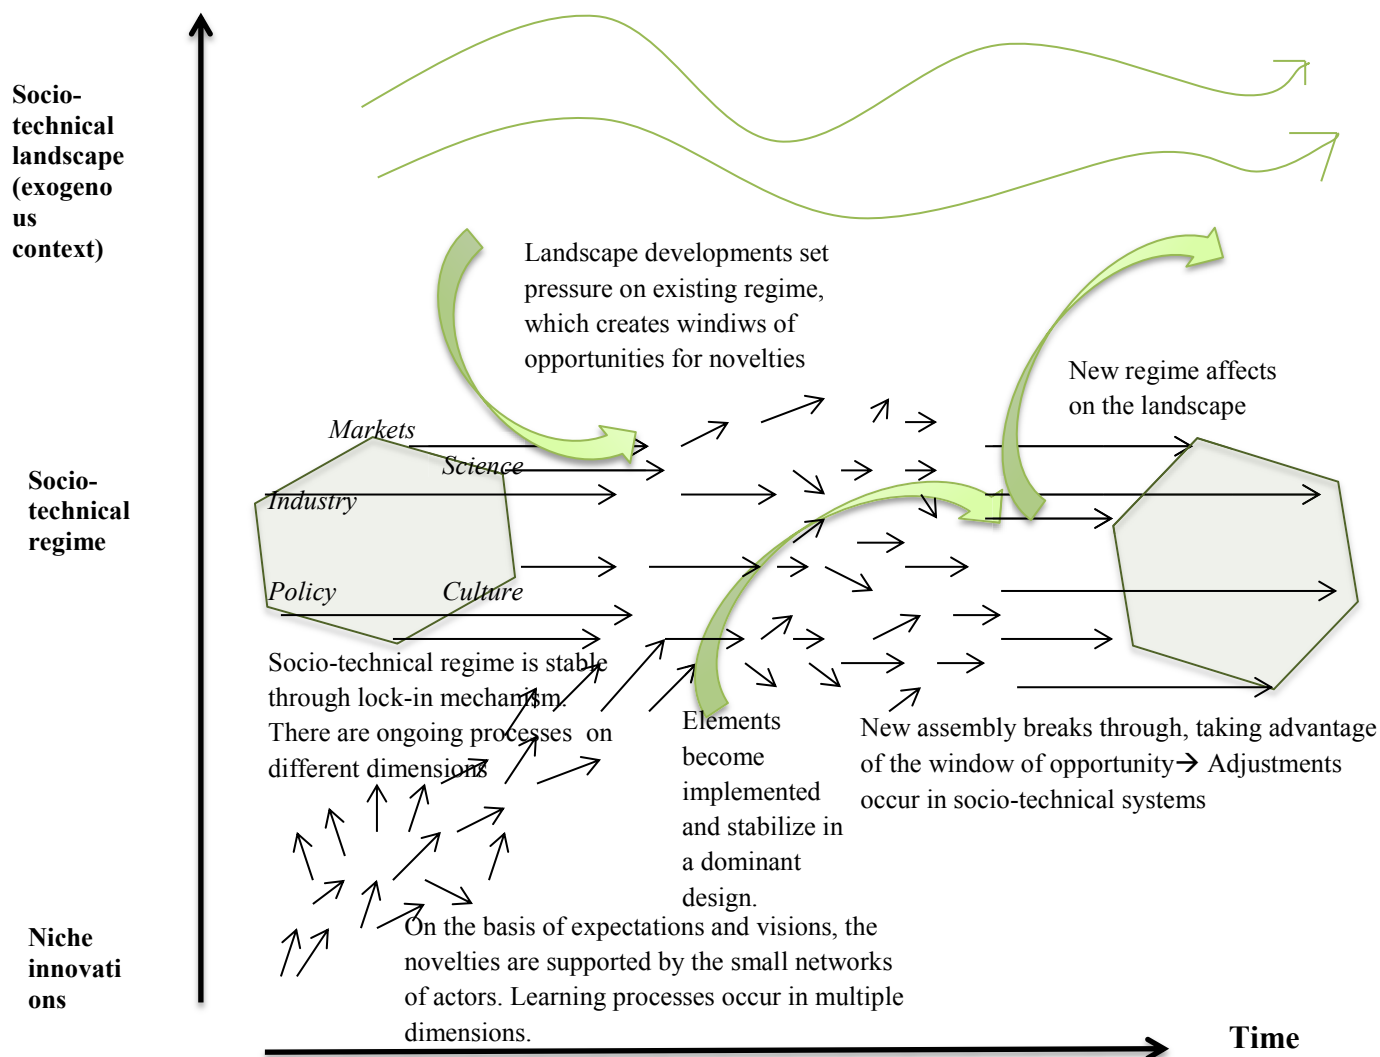 Socio-
technical
landscape
(exogeno
us
context)
Landscape developments set
pressure on existing regime,
which creates windiws of
opportunities for novelties
New regime affects
on the landscape
Markets
Science
Industry
Socio-
technical
regime
Policy
Culture
Socio-technical regime is stable
through lock-in mechanism.
There are ongoing processes on
different dimensions
Elements
become
implemented
and stabilize in
a dominant
design.
New assembly breaks through, taking advantage
of the window of opportunity→ Adjustments
occur in socio-technical systems
Niche
innovati
ons
On the basis of expectations and visions, the
novelties are supported by the small networks
of actors. Learning processes occur in multiple
dimensions.
Time